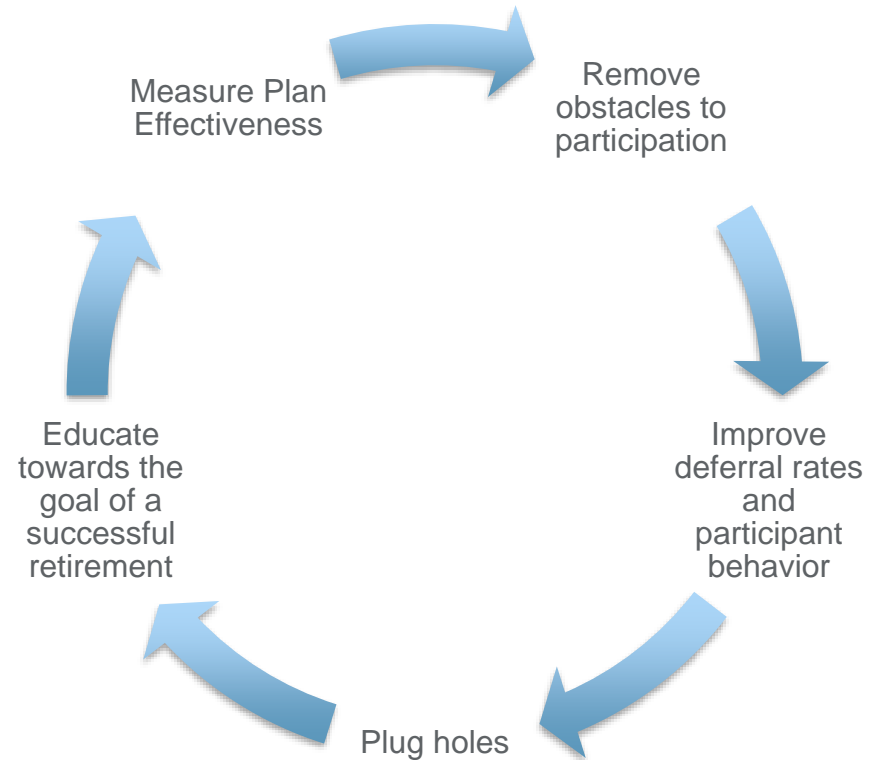 Measure Plan
Effectiveness
Remove
obstacles to
participation
Improve
deferral rates
and
participant
behavior
Plug holes
Educate
towards the
goal of a
successful
retirement